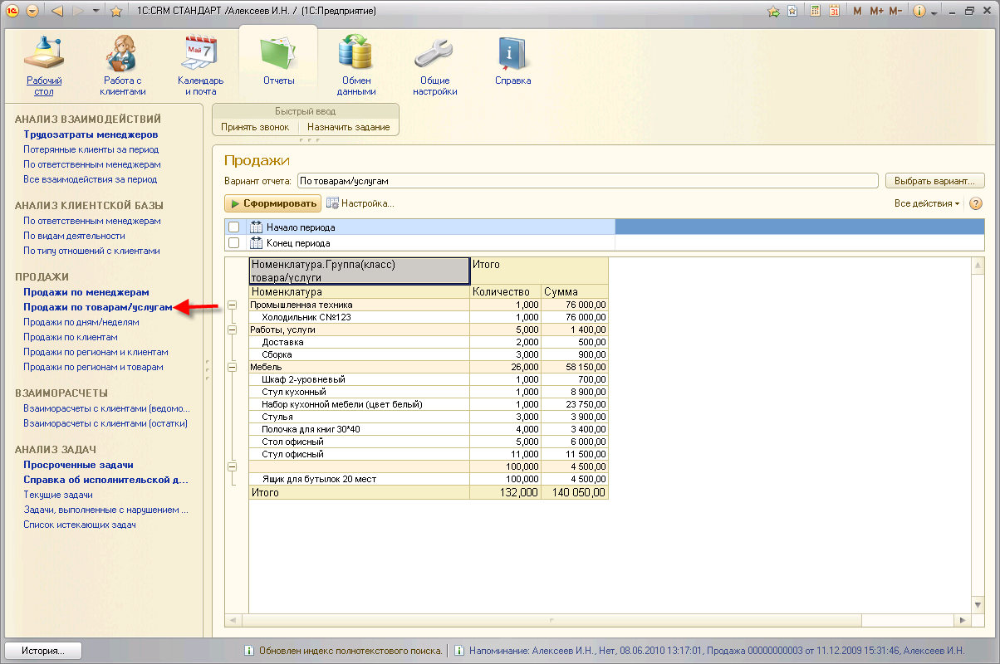 1С:CRM СТАНДАРТ /Алексеев И.Н. / (1С:Предприятие)
M M+ M-
Рабочий стол
Работа с клиентами
Май 7
Календарь и почта
Отчеты
Обмен данными
Общие настройки
Справка
Быстрый ввод
Принять звонок
Назначить задание
АНАЛИЗ ВЗАИМОДЕЙСТВИЙ
Трудозатраты менеджеров
Потерянные клиенты за период
По ответственным менеджерам
Все взаимодействия за период
АНАЛИЗ КЛИЕНТСКОЙ БАЗЫ
По ответственным менеджерам
По видам деятельности
По типу отношений с клиентами
ПРОДАЖИ
Продажи по менеджерам
Продажи по товарам/услугам
Продажи по дням/неделям
Продажи по клиентам
Продажи по регионам и клиентам
Продажи по регионам и товарам
ВЗАИМОРАСЧЕТЫ
Взаиморасчеты с клиентами (ведомо...
Взаиморасчеты с клиентами (остатки)
АНАЛИЗ ЗАДАЧ
Просроченные задачи
Справка об исполнительской д...
Текущие задачи
Задачи, выполненные с нарушением ...
Список истекающих задач
Продажи
Вариант отчета: По товарам/услугам Выбрать вариант...
Сформировать Настройка... Все действия ?
Начало периода
Конец периода
Номенклатура.Группа(класс) Итого
товара/услуги
Номенклатура Количество Сумма
Промышленная техника 1,000 76 000,00
Холодильник С№123 1,000 76 000,00
Работы, услуги 5,000 1 400,00
Доставка 2,000 500,00
Сборка 3,000 900,00
Мебель 26,000 58 150,00
Шкаф 2-уровневый 1,000 700,00
Стул кухонный 1,000 8 900,00
Набор кухонной мебели (цвет белый) 1,000 23 750,00
Стулья 3,000 3 900,00
Полочка для книг 30*40 4,000 3 400,00
Стол офисный 5,000 6 000,00
Стул офисный 11,000 11 500,00
100,000 4 500,00
Ящик для бутылок 20 мест 100,000 4 500,00
Итого 132,000 140 050,00
История... Обновлен индекс полнотекстового поиска. Напоминание: Алексеев И.Н., Нет, 08.06.2010 13:17:01, Продажа 00000000003 от 11.12.2009 15:31:46, Алексеев И.Н.